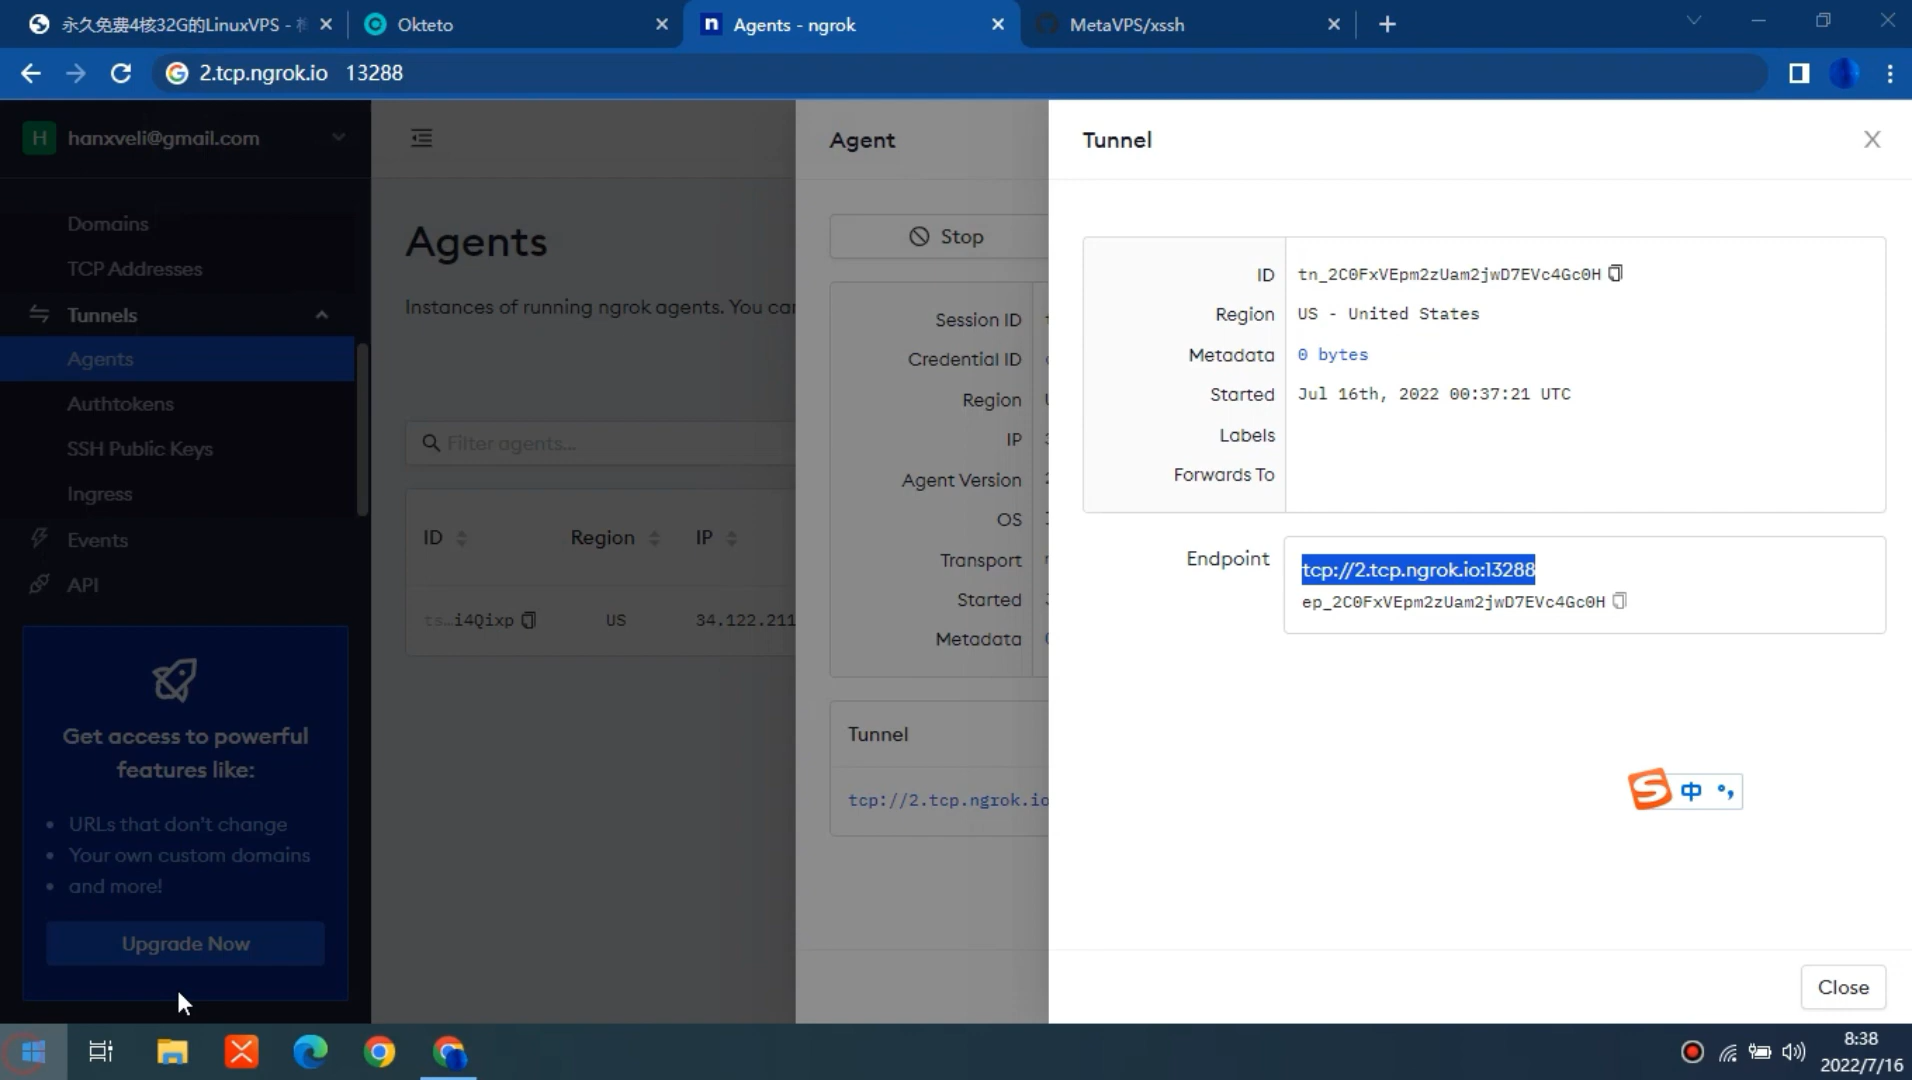 永久免费4核32G的LinuxVPS -
Okteto
Agents - ngrok
MetaVPS/xssh
2.tcp.ngrok.io 13288
H
hanxveli@gmail.com
Domains
TCP Addresses
Tunnels
Agents
Authtokens
SSH Public Keys
Ingress
Events
API
Get access to powerful
features like:
• URLs that don't change
• Your own custom domains
• and more!
Upgrade Now
Agents
Instances of running ngrok agents. You can
Filter agents...
ID Region IP
ts…i4Qixp US 34.122.211
Agent
Stop
Session ID
Credential ID
Region
IP
Agent Version
OS
Transport
Started
Metadata
Tunnel
tcp://2.tcp.ngrok.io
Tunnel
ID tn_2C0FxVEpm2zUam2jwD7EVc4Gc0H
Region US - United States
Metadata 0 bytes
Started Jul 16th, 2022 00:37:21 UTC
Labels
Forwards To
Endpoint tcp://2.tcp.ngrok.io:13288
ep_2C0FxVEpm2zUam2jwD7EVc4Gc0H
S 中 °,
Close
8:38
2022/7/16